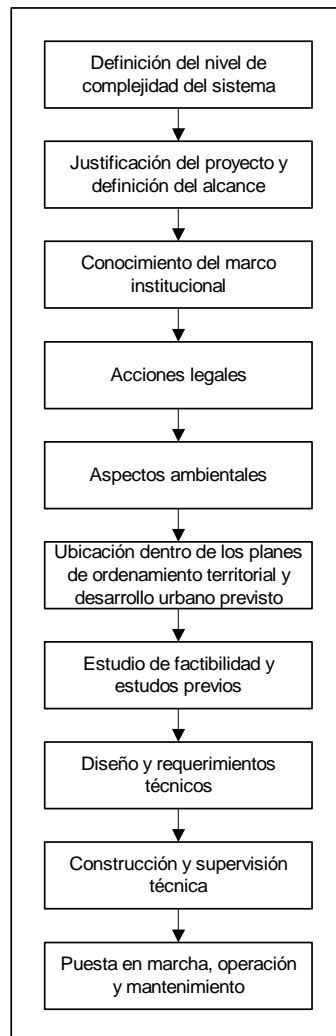 Definición del nivel de
complejidad del sistema
Justificación del proyecto y
definición del alcance
Conocimiento del marco
institucional
Acciones legales
Aspectos ambientales
Ubicación dentro de los planes
de ordenamiento territorial y
desarrollo urbano previsto
Estudio de factibilidad y
estudos previos
Diseño y requerimientos
técnicos
Construcción y supervisión
técnica
Puesta en marcha, operación
y mantenimiento